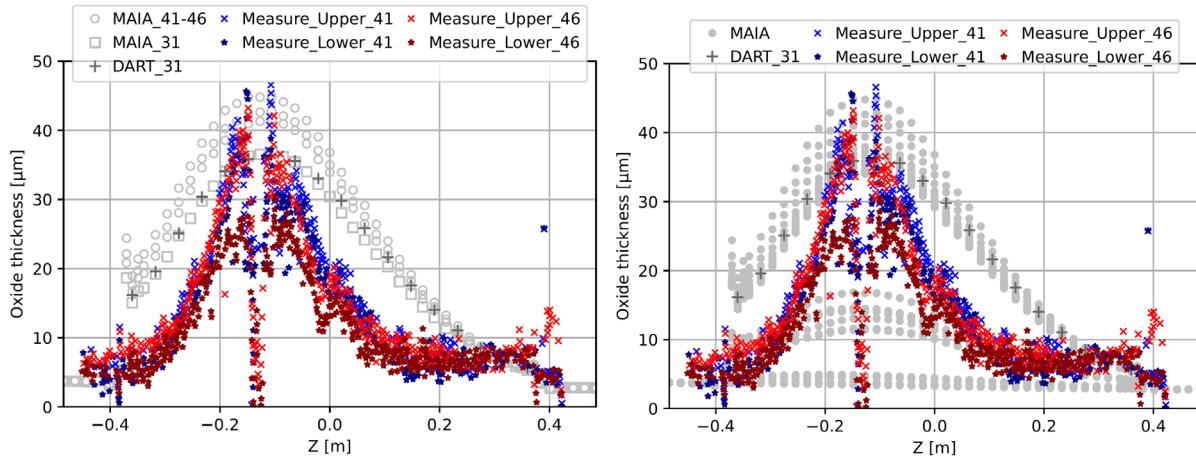 MAIA_41-46 Measure_Upper_41 Measure_Upper_46
MAIA_31 Measure_Lower_41 Measure_Lower_46
DART_31
50
40
30
20
10
0
Oxide thickness [µm]
−0.4 −0.2 0.0 0.2 0.4
Z [m]
MAIA Measure_Upper_41 Measure_Upper_46
DART_31 Measure_Lower_41 Measure_Lower_46
50
40
30
20
10
0
Oxide thickness [µm]
−0.4 −0.2 0.0 0.2 0.4
Z [m]